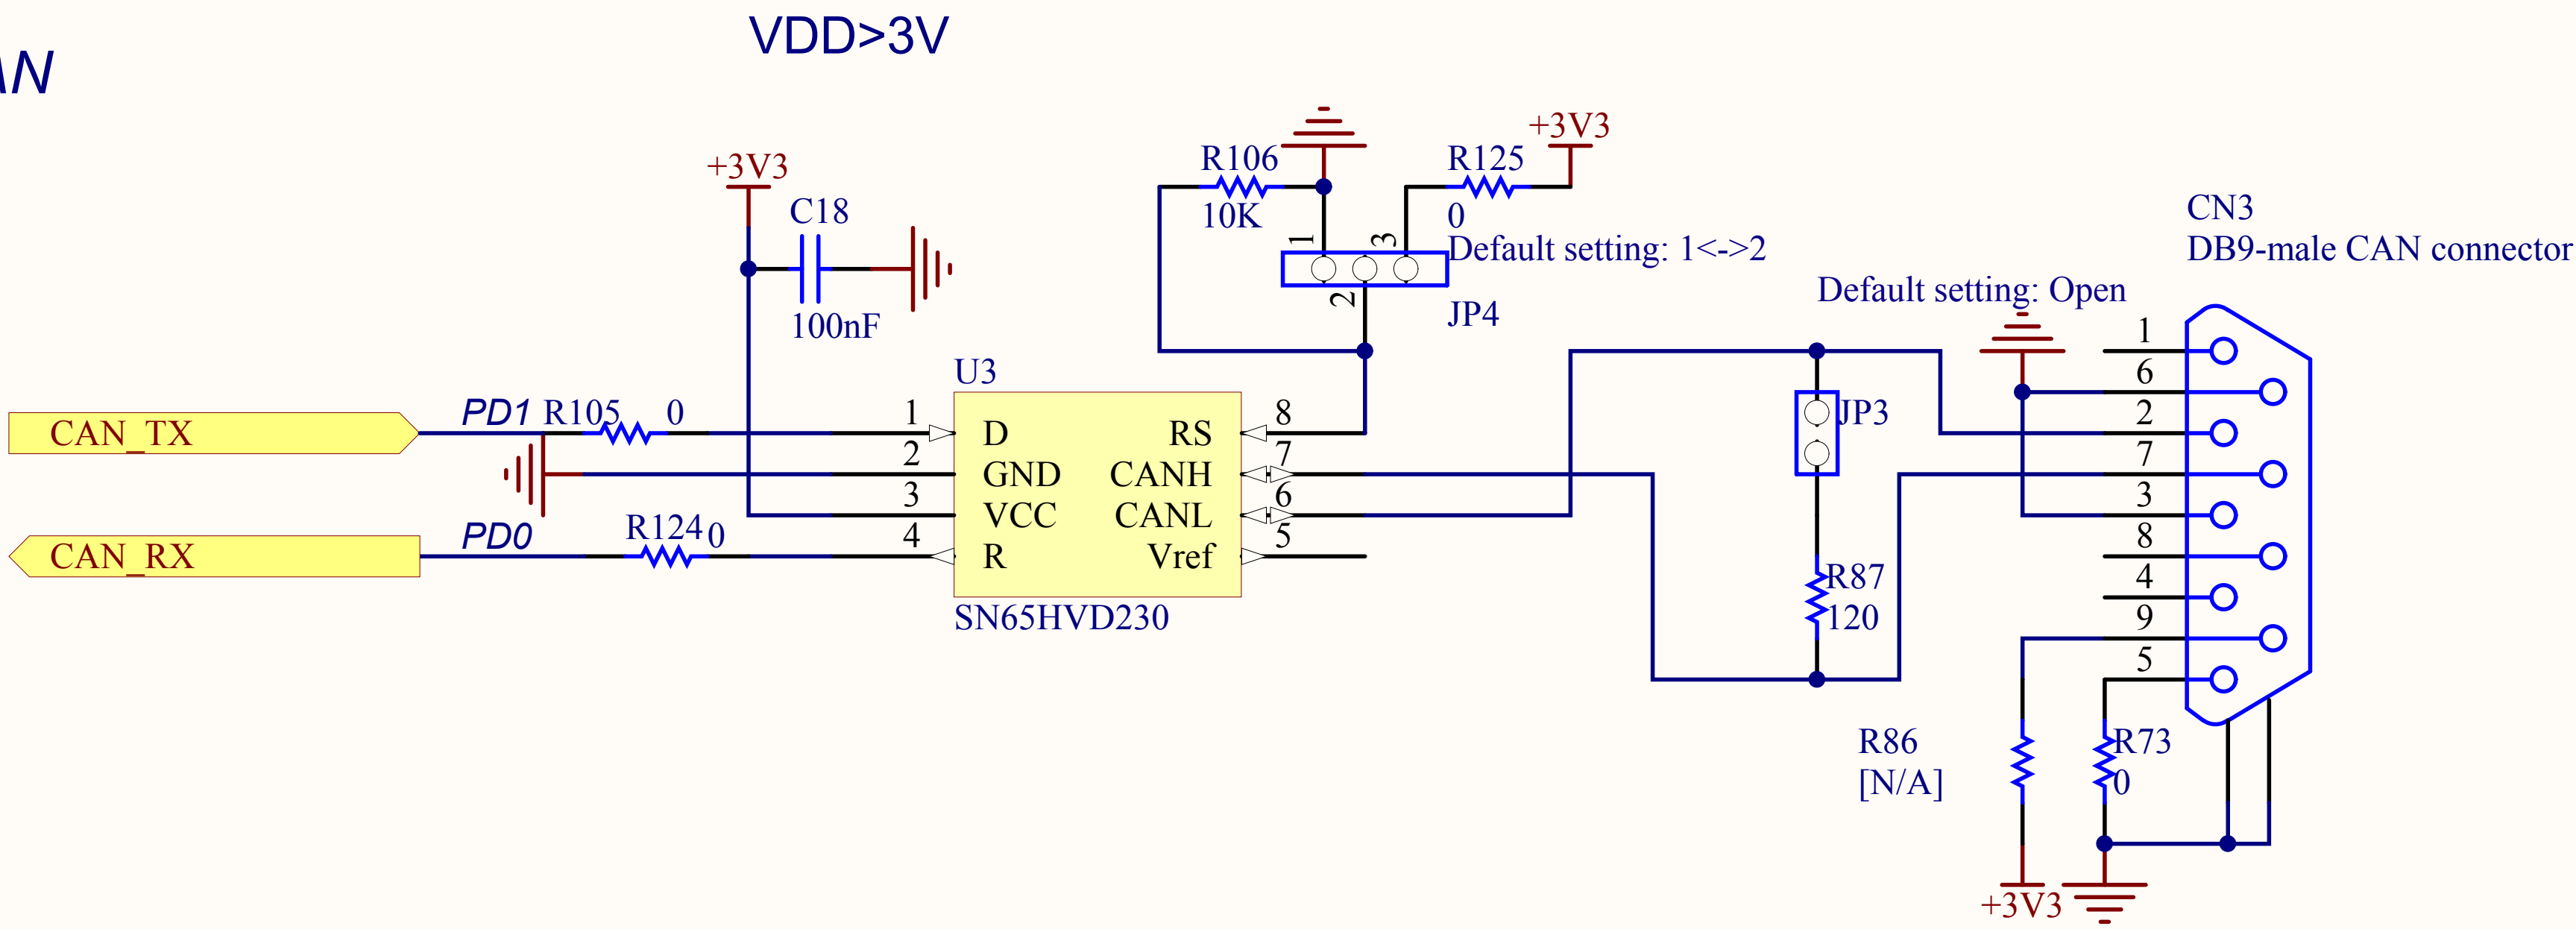 VDD>3V
AN
+3V3
C18
100nF
R106
10K
+3V3
R125
0
1
3
2
Default setting: 1<->2
JP4
CN3
DB9-male CAN connector
Default setting: Open
U3
CAN_TX
PD1
R105
0
CAN_RX
PD0
R124
0
1
2
3
4
D
GND
VCC
R
RS
CANH
CANL
Vref
8
7
6
5
SN65HVD230
JP3
R87
120
1
6
2
7
3
8
4
9
5
R86
[N/A]
R73
0
+3V3